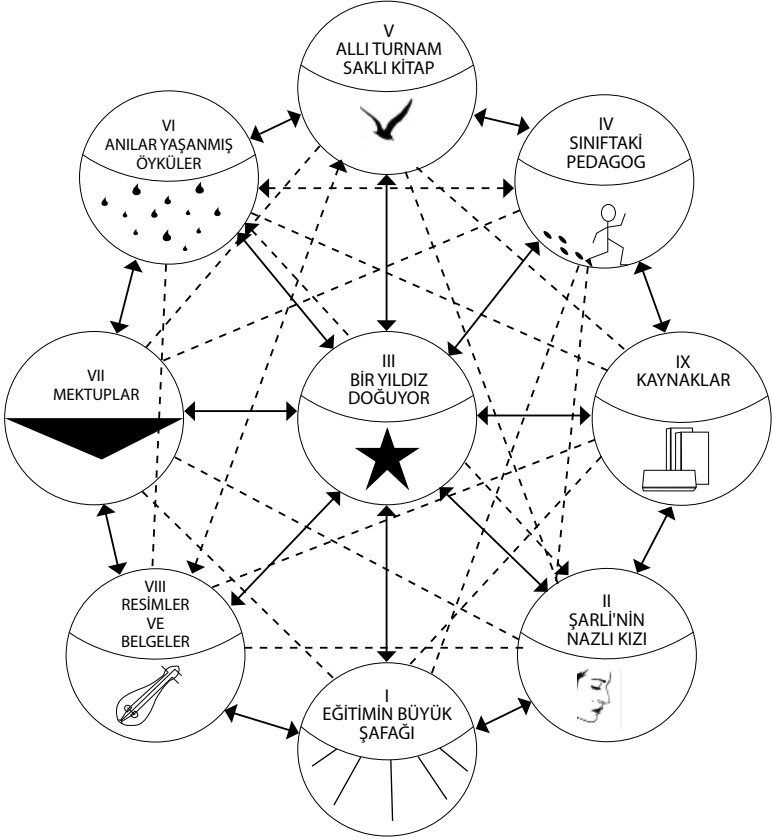 V
ALLI TURNAM
SAKLI KİTAP
VI
ANILAR YAŞANMIŞ
ÖYKÜLER
IV
SINIFTAKİ
PEDAGOG
VII
MEKTUPLAR
III
BİR YILDIZ
DOĞUYOR
IX
KAYNAKLAR
VIII
RESİMLER
VE
BELGELER
II
ŞARLİ'NİN
NAZLI KIZI
I
EĞİTİMİN BÜYÜK
ŞAFAĞI